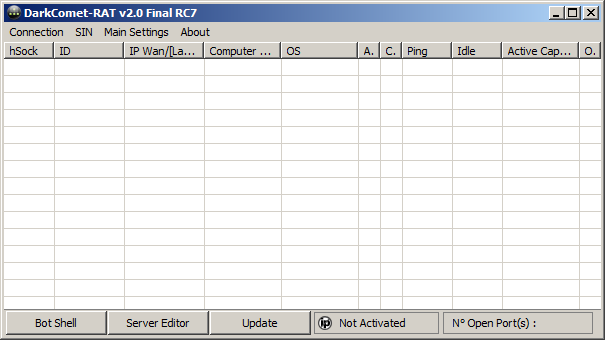 DarkComet-RAT v2.0 Final RC7
Connection SIN Main Settings About
hSock ID IP Wan/[La... Computer ... OS A. C. Ping Idle Active Cap... O.
Bot Shell Server Editor Update ip Not Activated N° Open Port(s) :